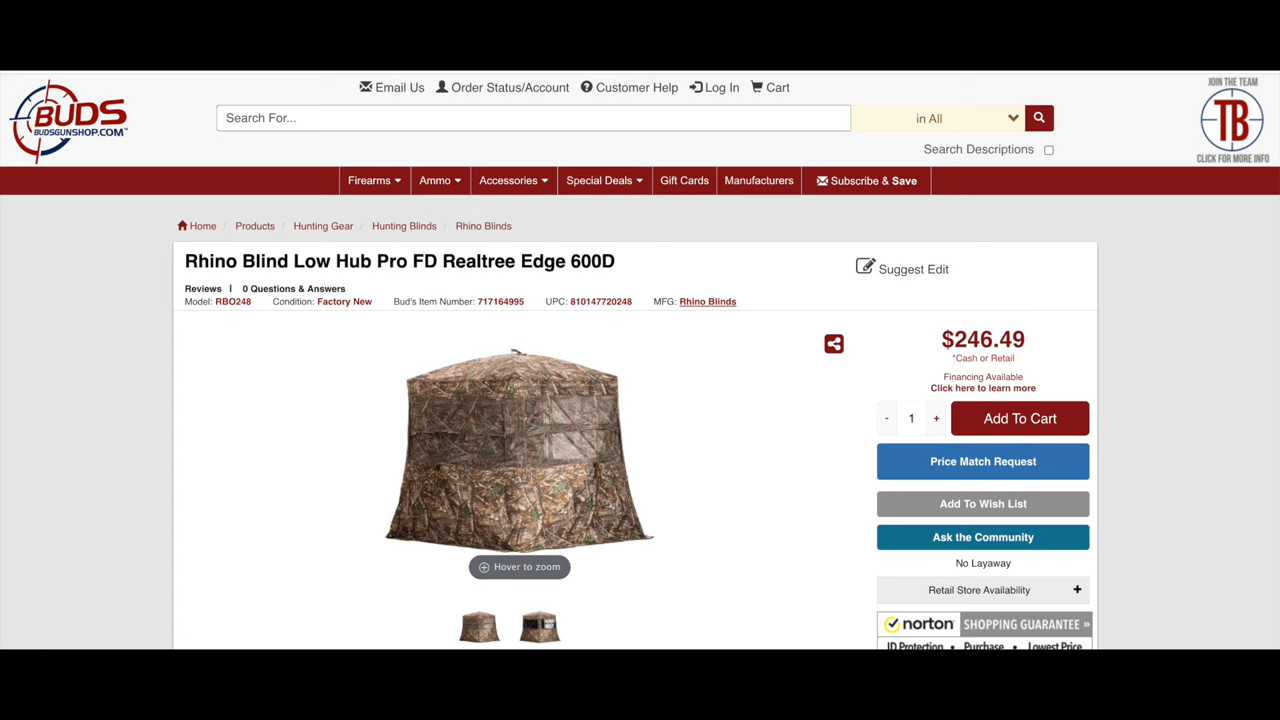 Email Us Order Status/Account Customer Help Log In Cart
JOIN THE TEAM
BUDS
BUDSGUNSHOP.COM™
Search For...
in All
TB
CLICK FOR MORE INFO
Search Descriptions
Firearms Ammo Accessories Special Deals Gift Cards Manufacturers Subscribe & Save
Home / Products / Hunting Gear / Hunting Blinds / Rhino Blinds
Rhino Blind Low Hub Pro FD Realtree Edge 600D
Suggest Edit
Reviews | 0 Questions & Answers
Model: RBO248 Condition: Factory New Bud's Item Number: 717164995 UPC: 810147720248 MFG: Rhino Blinds
$246.49
*Cash or Retail
Financing Available
Click here to learn more
- 1 + Add To Cart
Price Match Request
Add To Wish List
Ask the Community
No Layaway
Hover to zoom
Retail Store Availability +
norton SHOPPING GUARANTEE »
ID Protection • Purchase • Lowest Price